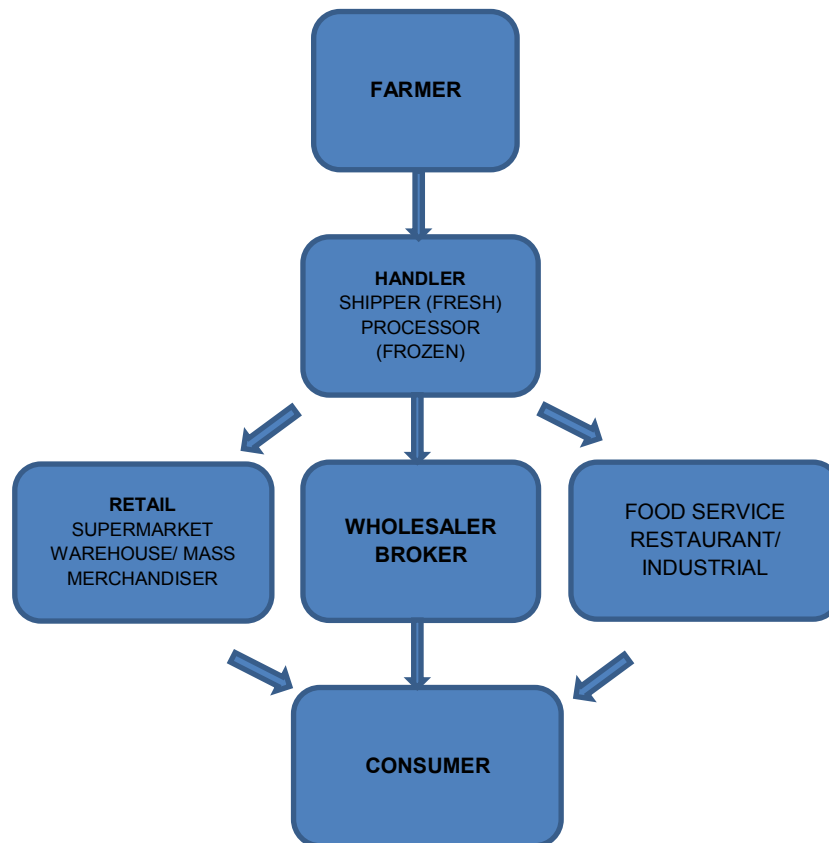 FARMER
HANDLER
SHIPPER (FRESH)
PROCESSOR
(FROZEN)
RETAIL
SUPERMARKET
WAREHOUSE/ MASS
MERCHANDISER
WHOLESALER
BROKER
FOOD SERVICE
RESTAURANT/
INDUSTRIAL
CONSUMER